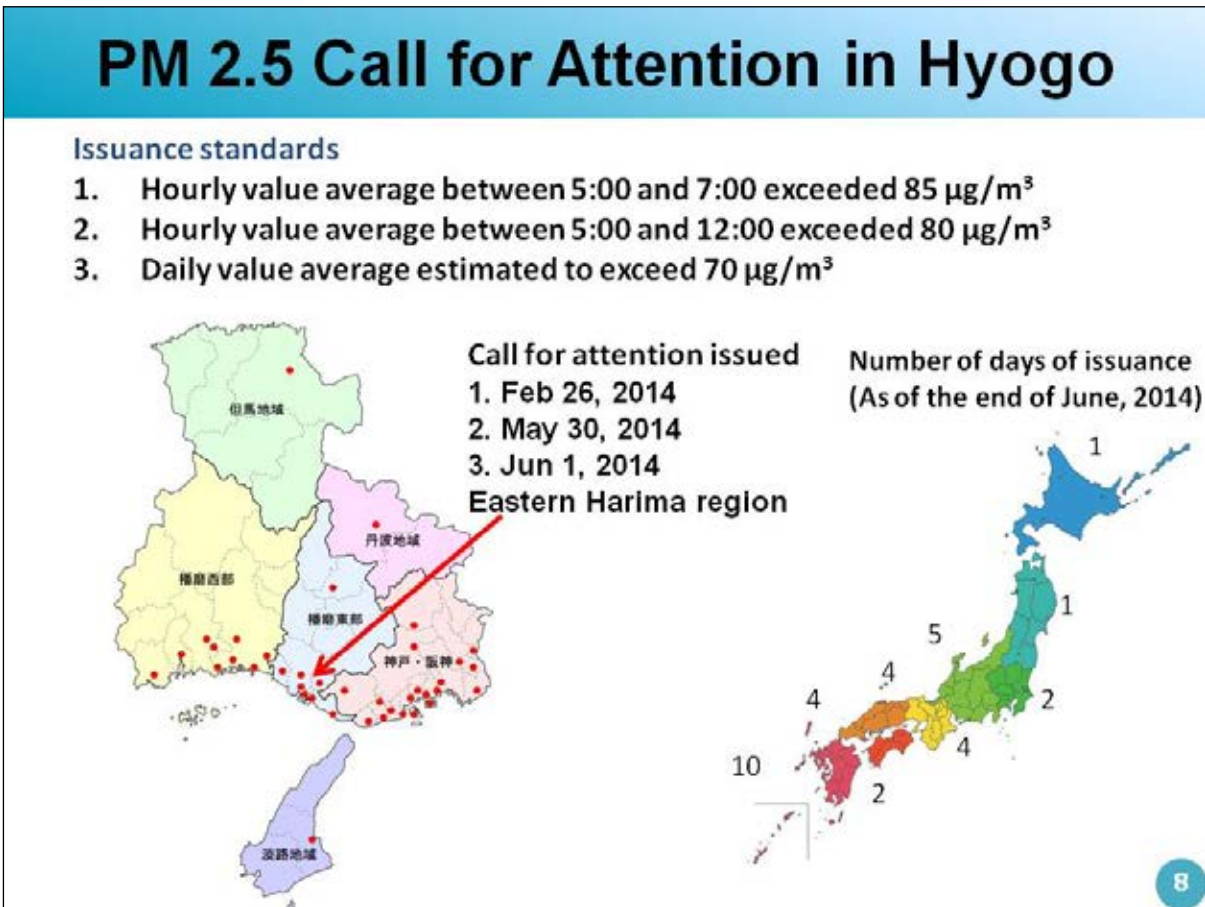 PM 2.5 Call for Attention in Hyogo
Issuance standards
1. Hourly value average between 5:00 and 7:00 exceeded 85 μg/m³
2. Hourly value average between 5:00 and 12:00 exceeded 80 μg/m³
3. Daily value average estimated to exceed 70 μg/m³
Call for attention issued
1. Feb 26, 2014
2. May 30, 2014
3. Jun 1, 2014
Eastern Harima region
Number of days of issuance
(As of the end of June, 2014)
但馬地域
丹波地域
播磨西部
播磨東部
神戸・阪神
淡路地域
1
1
5
4
4
2
4
10
2
8